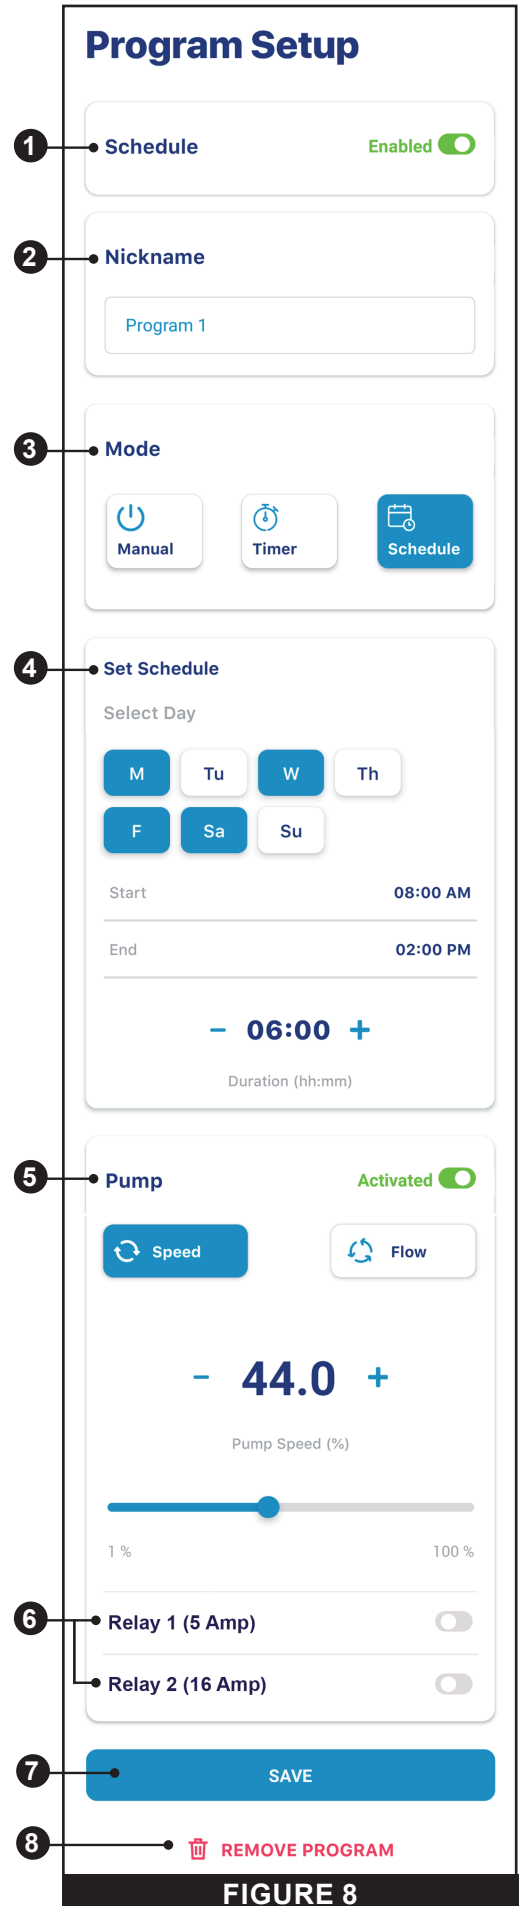 Program Setup
1
Schedule
Enabled
2
Nickname
Program 1
3
Mode
Manual
Timer
Schedule
4
Set Schedule
Select Day
M Tu W Th
F Sa Su
Start 08:00 AM
End 02:00 PM
- 06:00 +
Duration (hh:mm)
5
Pump
Activated
Speed
Flow
- 44.0 +
Pump Speed (%)
1 % 100 %
6
Relay 1 (5 Amp)
Relay 2 (16 Amp)
7
SAVE
8
REMOVE PROGRAM
FIGURE 8